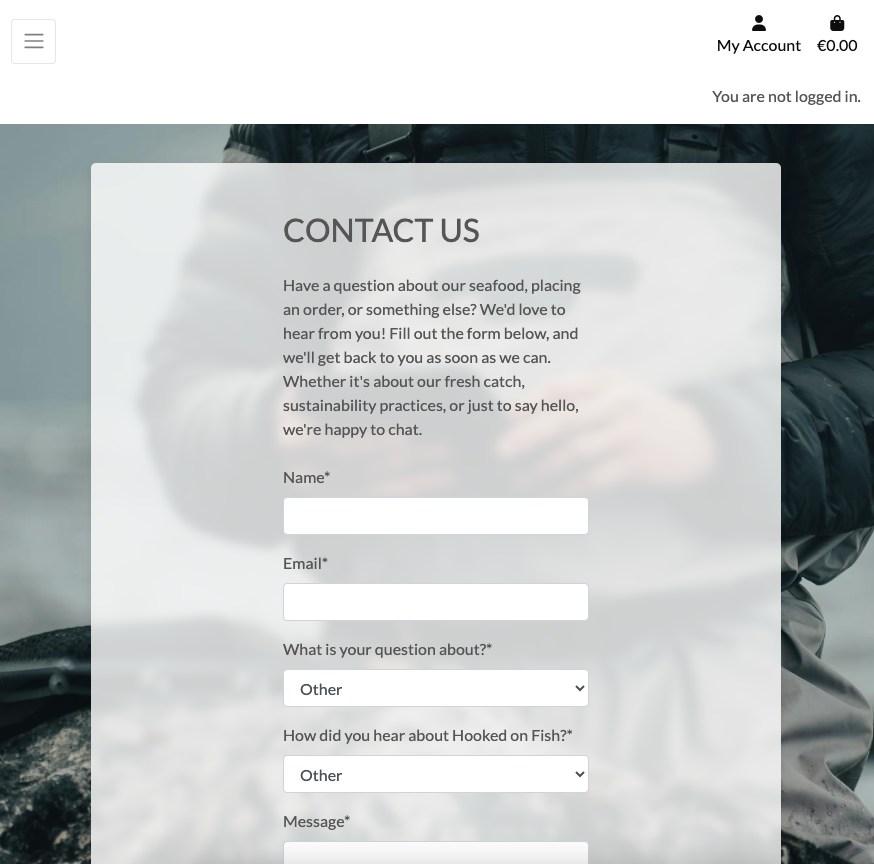 My Account
€0.00
You are not logged in.
CONTACT US
Have a question about our seafood, placing
an order, or something else? We'd love to
hear from you! Fill out the form below, and
we'll get back to you as soon as we can.
Whether it's about our fresh catch,
sustainability practices, or just to say hello,
we're happy to chat.
Name*
Email*
What is your question about?*
Other
How did you hear about Hooked on Fish?*
Other
Message*